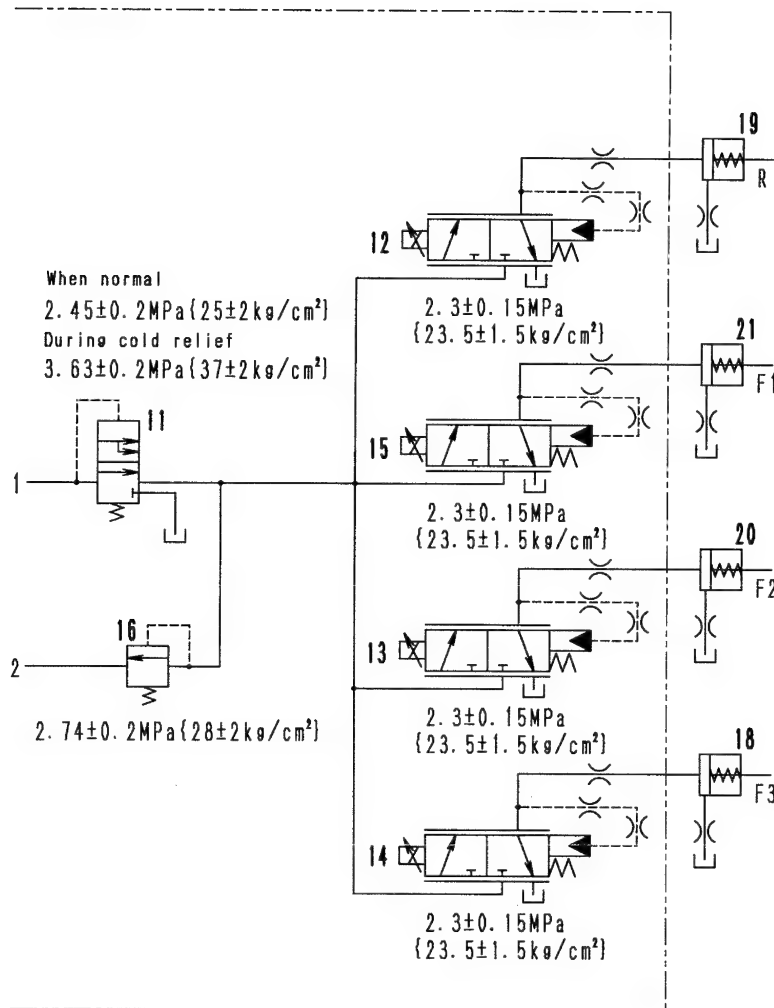 19
R
12
When normal
2.45±0.2MPa{25±2kg/cm²}
During cold relief
3.63±0.2MPa{37±2kg/cm²}
2.3±0.15MPa
{23.5±1.5kg/cm²}
21
F1
11
15
1
2.3±0.15MPa
{23.5±1.5kg/cm²}
20
F2
16
13
2
2.74±0.2MPa{28±2kg/cm²}
2.3±0.15MPa
{23.5±1.5kg/cm²}
18
F3
14
2.3±0.15MPa
{23.5±1.5kg/cm²}